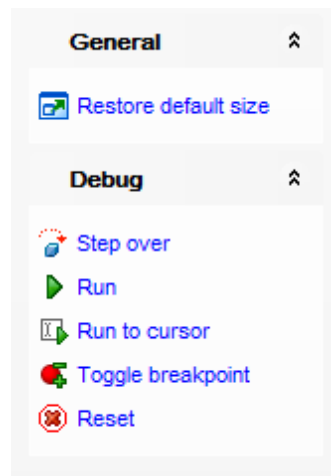 General
Restore default size
Debug
Step over
Run
Run to cursor
Toggle breakpoint
Reset